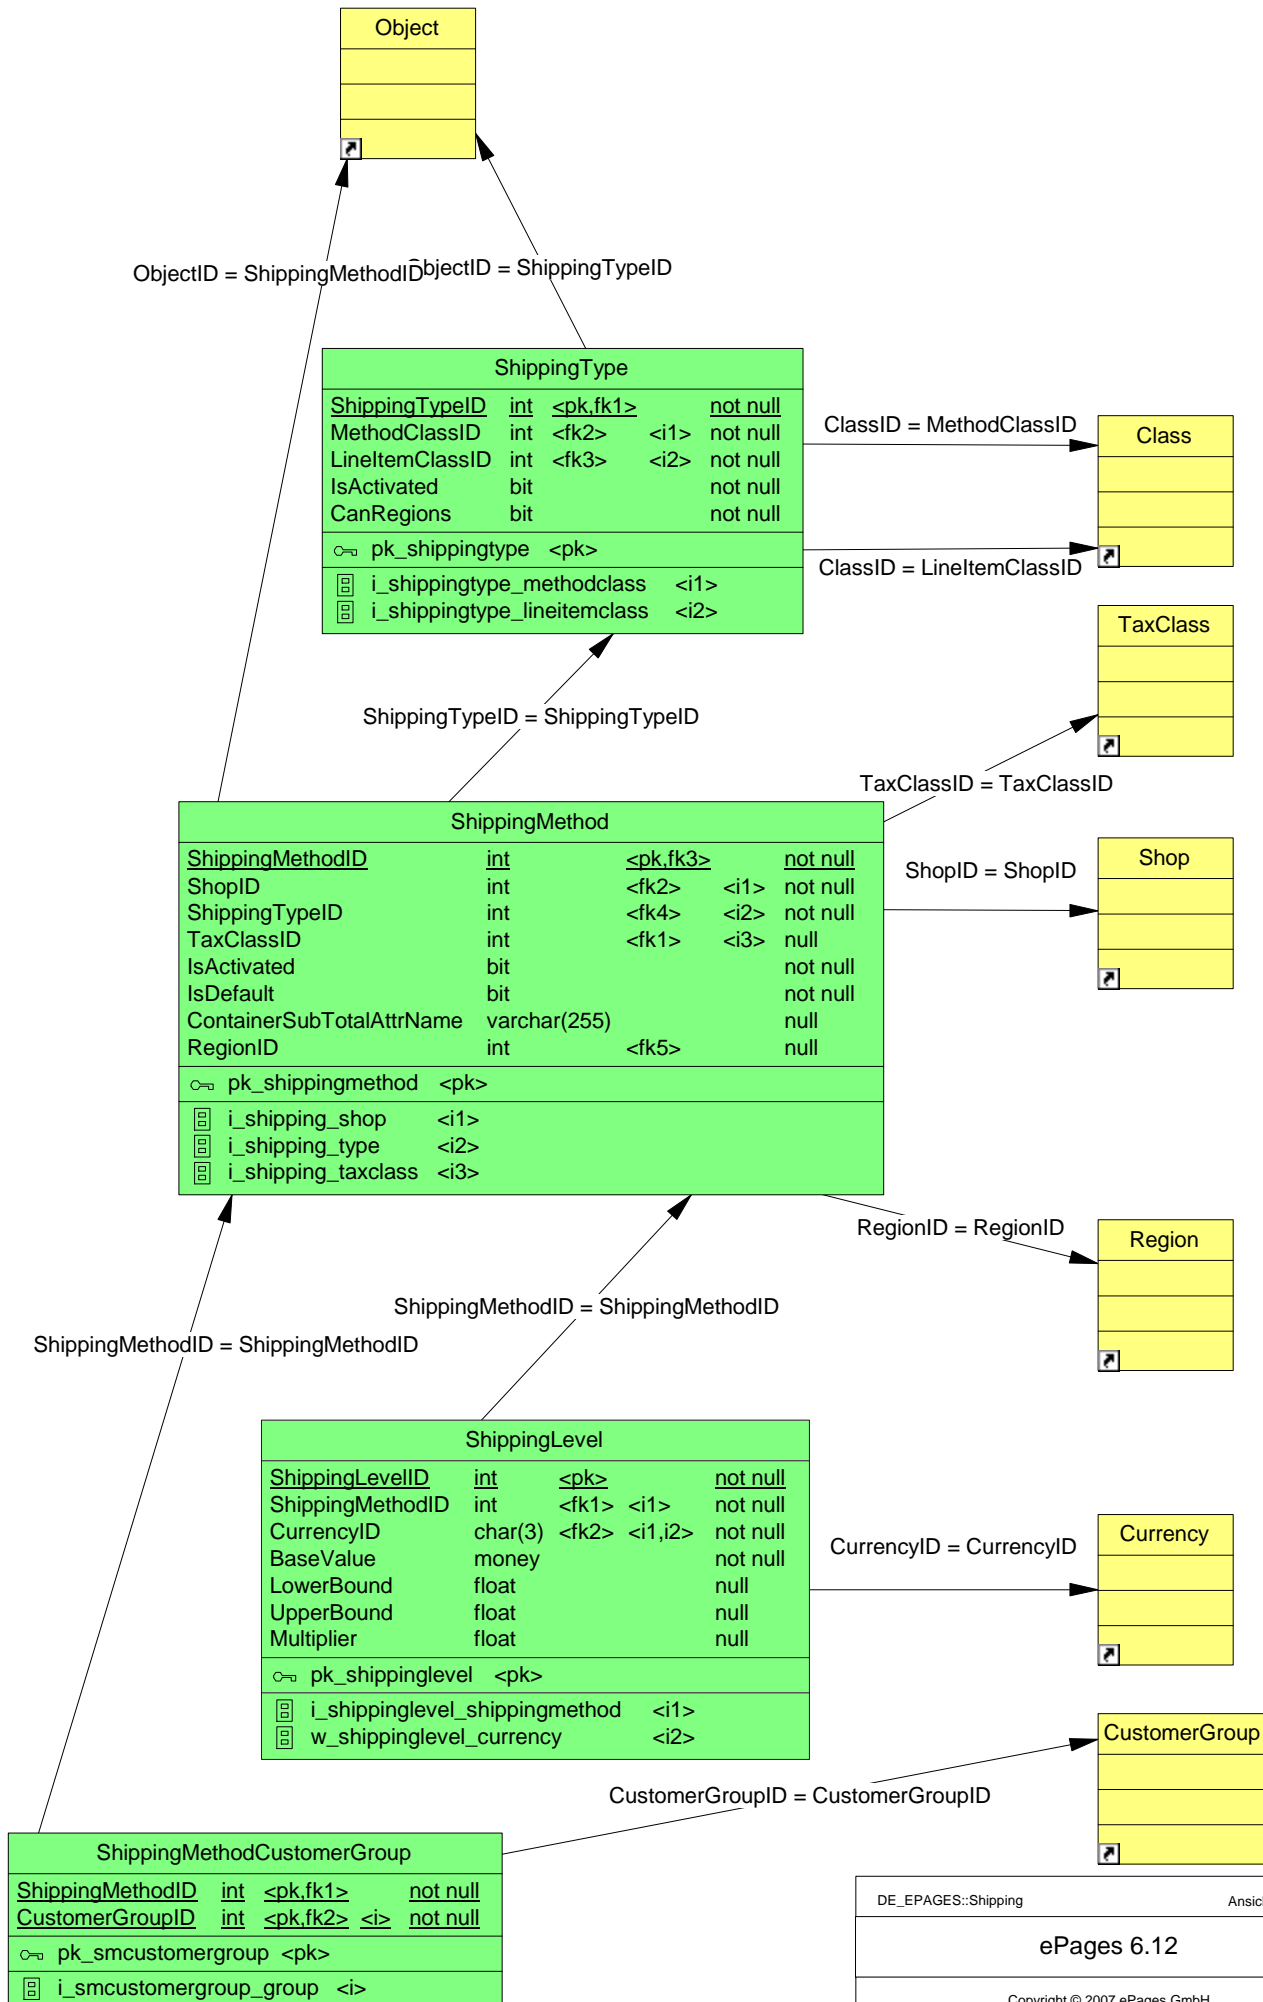 Object
ObjectID = ShippingMethodID
ObjectID = ShippingTypeID
ShippingType
ShippingTypeID int <pk,fk1> not null
MethodClassID int <fk2> <i1> not null
LineItemClassID int <fk3> <i2> not null
IsActivated bit not null
CanRegions bit not null
pk_shippingtype <pk>
i_shippingtype_methodclass <i1>
i_shippingtype_lineitemclass <i2>
ClassID = MethodClassID
Class
ClassID = LineItemClassID
TaxClass
ShippingTypeID = ShippingTypeID
TaxClassID = TaxClassID
ShippingMethod
ShippingMethodID int <pk,fk3> not null
ShopID int <fk2> <i1> not null
ShippingTypeID int <fk4> <i2> not null
TaxClassID int <fk1> <i3> null
IsActivated bit not null
IsDefault bit not null
ContainerSubTotalAttrName varchar(255) null
RegionID int <fk5> null
pk_shippingmethod <pk>
i_shipping_shop <i1>
i_shipping_type <i2>
i_shipping_taxclass <i3>
ShopID = ShopID
Shop
RegionID = RegionID
Region
ShippingMethodID = ShippingMethodID
ShippingMethodID = ShippingMethodID
ShippingLevel
ShippingLevelID int <pk> not null
ShippingMethodID int <fk1> <i1> not null
CurrencyID char(3) <fk2> <i1,i2> not null
BaseValue money not null
LowerBound float null
UpperBound float null
Multiplier float null
pk_shippinglevel <pk>
i_shippinglevel_shippingmethod <i1>
w_shippinglevel_currency <i2>
CurrencyID = CurrencyID
Currency
CustomerGroup
CustomerGroupID = CustomerGroupID
ShippingMethodCustomerGroup
ShippingMethodID int <pk,fk1> not null
CustomerGroupID int <pk,fk2> <i> not null
pk_smcustomergroup <pk>
i_smcustomergroup_group <i>
DE_EPAGES::Shipping Ansic
ePages 6.12
Copyright © 2007 ePages GmbH